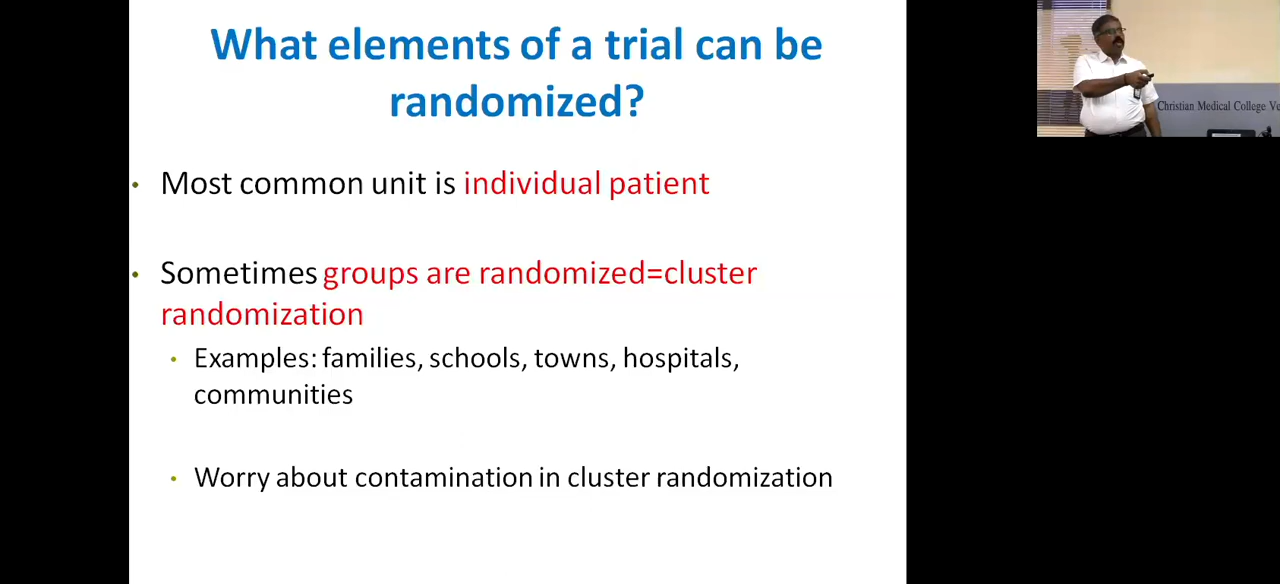 What elements of a trial can be
randomized?
• Most common unit is individual patient
• Sometimes groups are randomized=cluster
randomization
• Examples: families, schools, towns, hospitals,
communities
• Worry about contamination in cluster randomization
Christian Medical College Ve